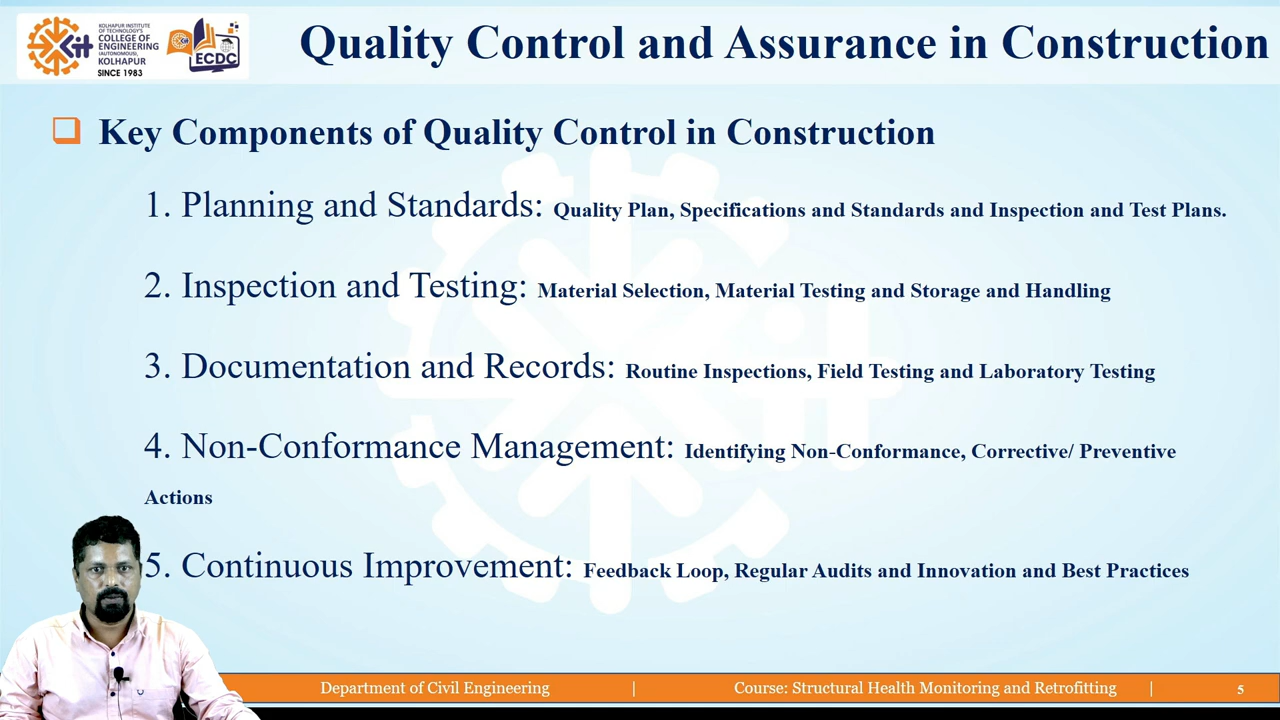 KOLHAPUR INSTITUTE
OF TECHNOLOGY'S
COLLEGE OF
ENGINEERING
(AUTONOMOUS),
KOLHAPUR
SINCE 1983
ECDC
Quality Control and Assurance in Construction
Key Components of Quality Control in Construction
1. Planning and Standards: Quality Plan, Specifications and Standards and Inspection and Test Plans.
2. Inspection and Testing: Material Selection, Material Testing and Storage and Handling
3. Documentation and Records: Routine Inspections, Field Testing and Laboratory Testing
4. Non-Conformance Management: Identifying Non-Conformance, Corrective/ Preventive
Actions
5. Continuous Improvement: Feedback Loop, Regular Audits and Innovation and Best Practices
Department of Civil Engineering | Course: Structural Health Monitoring and Retrofitting | 5